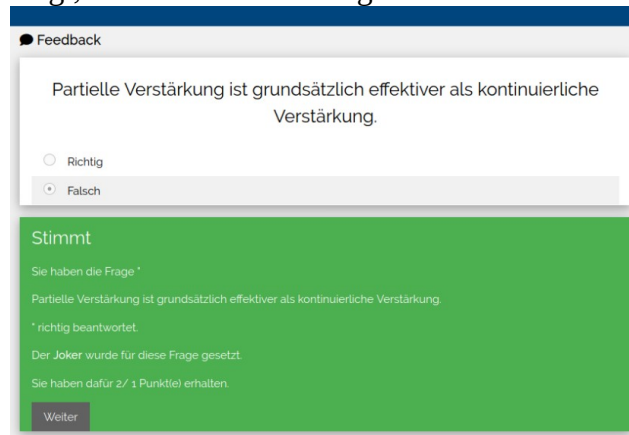 Feedback
Partielle Verstärkung ist grundsätzlich effektiver als kontinuierliche
Verstärkung.
Richtig
Falsch
Stimmt
Sie haben die Frage "
Partielle Verstärkung ist grundsätzlich effektiver als kontinuierliche Verstärkung.
" richtig beantwortet.
Der Joker wurde für diese Frage gesetzt.
Sie haben dafür 2/ 1 Punkt(e) erhalten.
Weiter